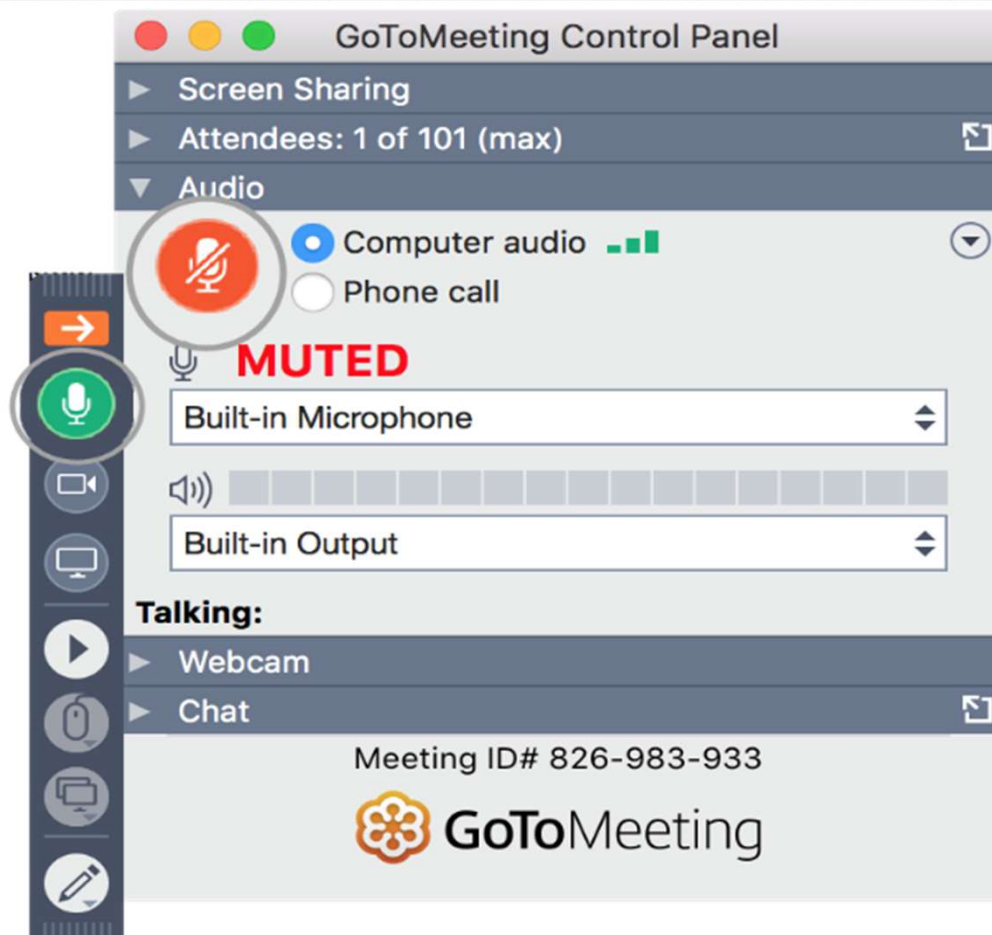 GoToMeeting Control Panel
Screen Sharing
Attendees: 1 of 101 (max)
Audio
Computer audio
Phone call
MUTED
Built-in Microphone
Built-in Output
Talking:
Webcam
Chat
Meeting ID# 826-983-933
GoToMeeting